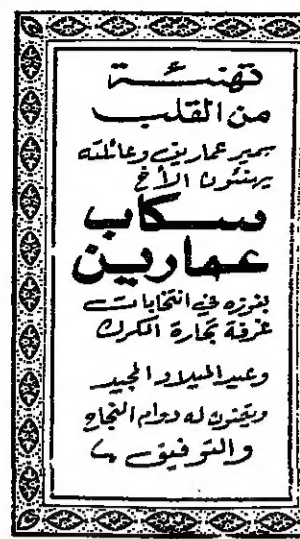 تهنئة
من القلب
سمير عمارين وعائلته
يهنئون الأخ
سكاب
عمارين
بفوزه في انتخابات
غرفة تجارة الكرك
وعيد الميلاد المجيد
ويتمنون له دوام النجاح
والتوفيق